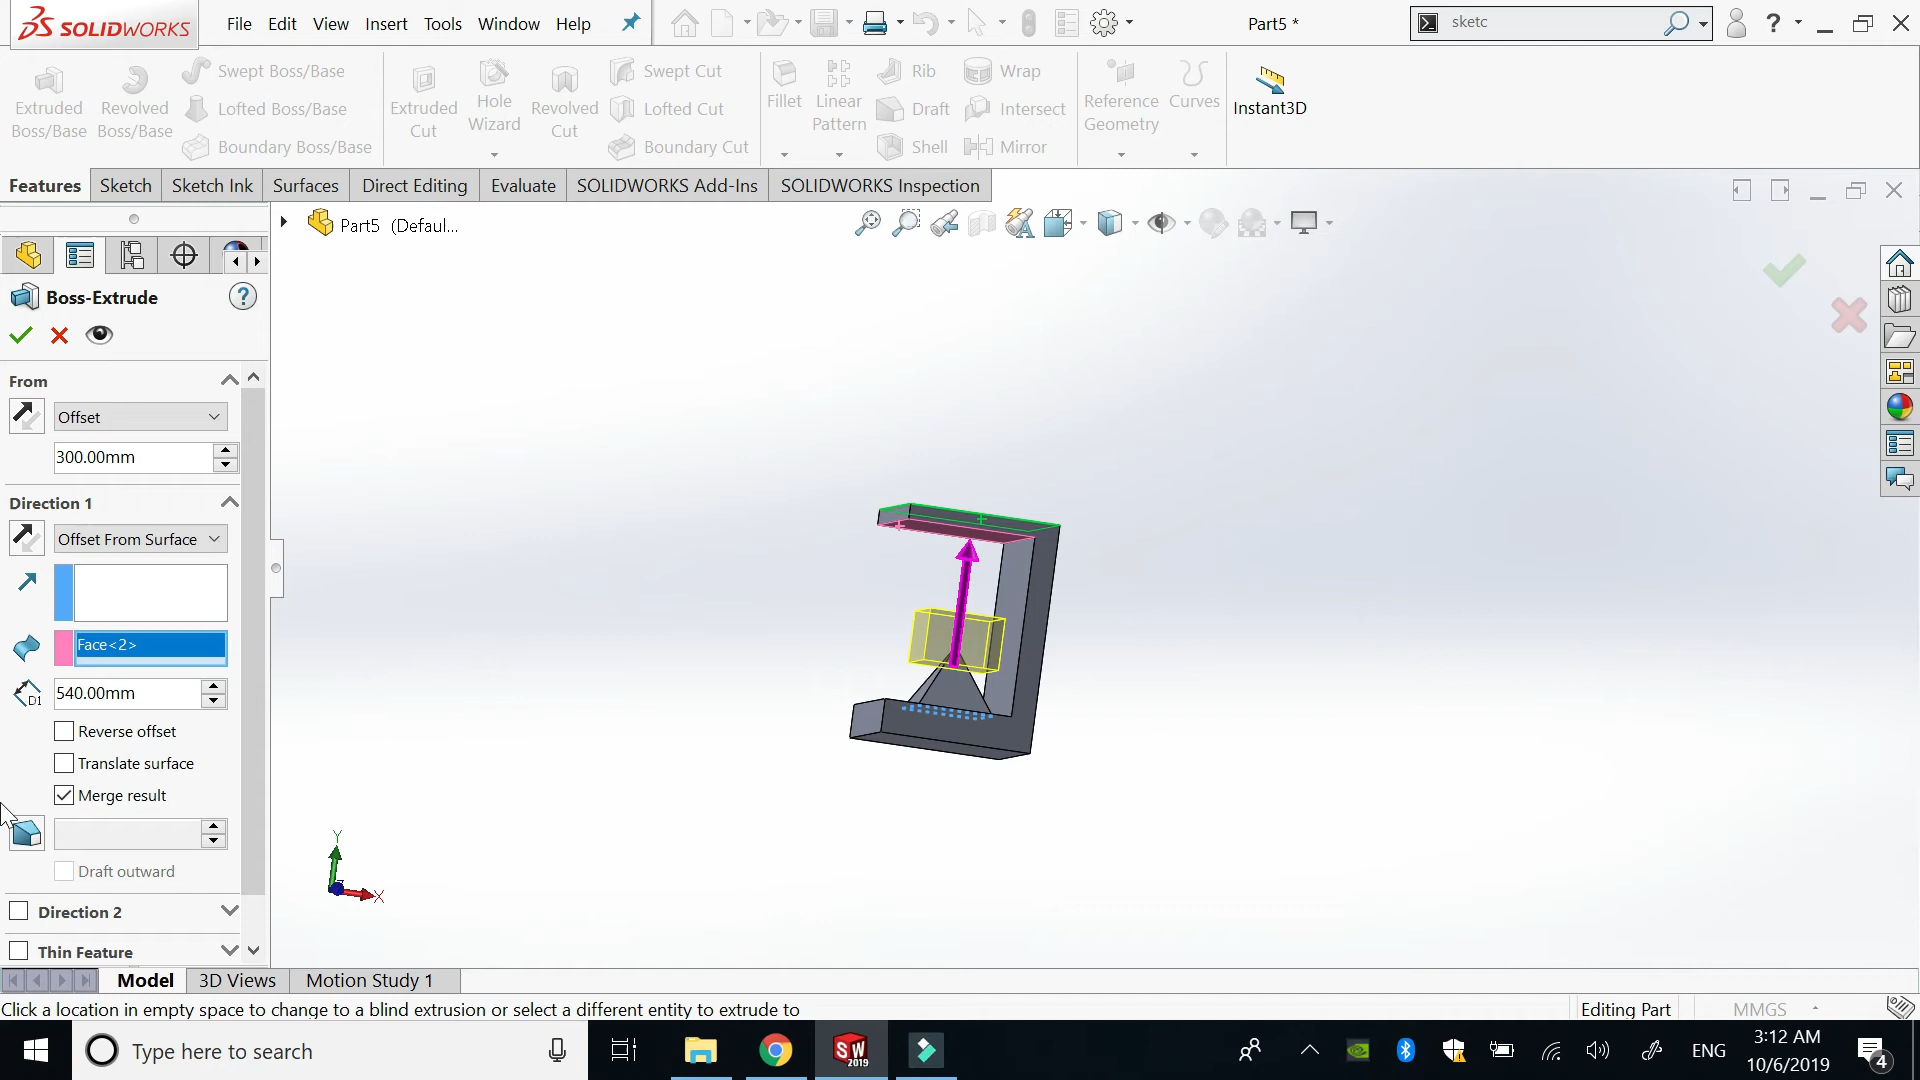 SOLIDWORKS File Edit View Insert Tools Window Help Part5 * sketc ?
Extruded Boss/Base
Revolved Boss/Base
Swept Boss/Base
Lofted Boss/Base
Boundary Boss/Base
Extruded Cut
Hole Wizard
Revolved Cut
Swept Cut
Lofted Cut
Boundary Cut
Fillet
Linear Pattern
Rib
Draft
Shell
Wrap
Intersect
Mirror
Reference Geometry
Curves
Instant3D
Features Sketch Sketch Ink Surfaces Direct Editing Evaluate SOLIDWORKS Add-Ins SOLIDWORKS Inspection
Part5 (Defaul...
Boss-Extrude ?
From
Offset
300.00mm
Direction 1
Offset From Surface
Face<2>
D1 540.00mm
Reverse offset
Translate surface
Merge result
Draft outward
Direction 2
Thin Feature
Y
X
Model 3D Views Motion Study 1
Click a location in empty space to change to a blind extrusion or select a different entity to extrude to Editing Part MMGS
Type here to search
SW 2019
ENG
3:12 AM
10/6/2019
4